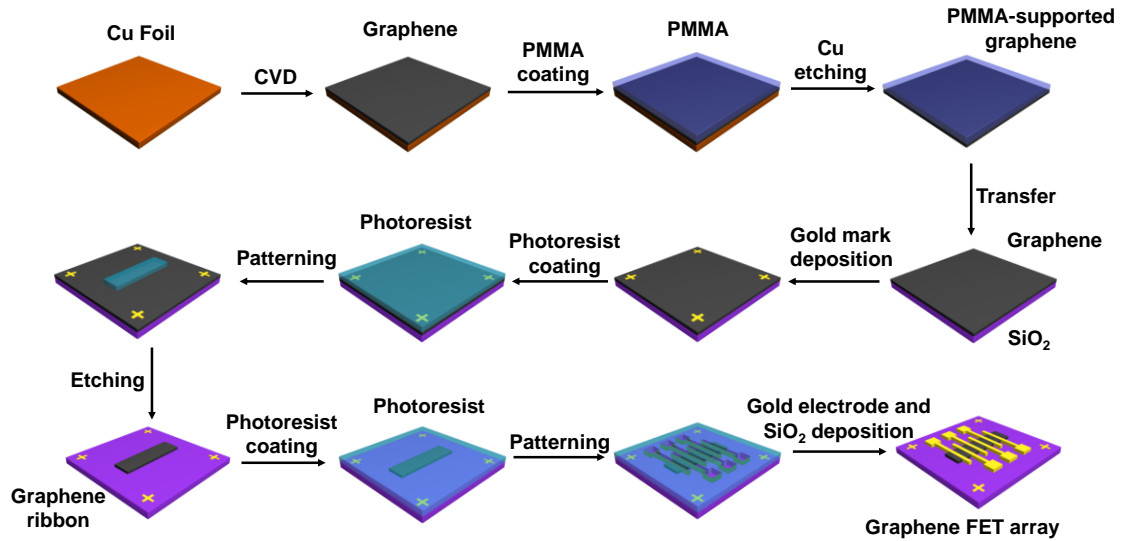 Cu Foil
CVD
Graphene
PMMA
coating
PMMA
Cu
etching
PMMA-supported
graphene
Transfer
Graphene
SiO₂
Gold mark
deposition
Photoresist
coating
Photoresist
Patterning
Etching
Graphene
ribbon
Photoresist
coating
Photoresist
Patterning
Gold electrode and
SiO₂ deposition
Graphene FET array